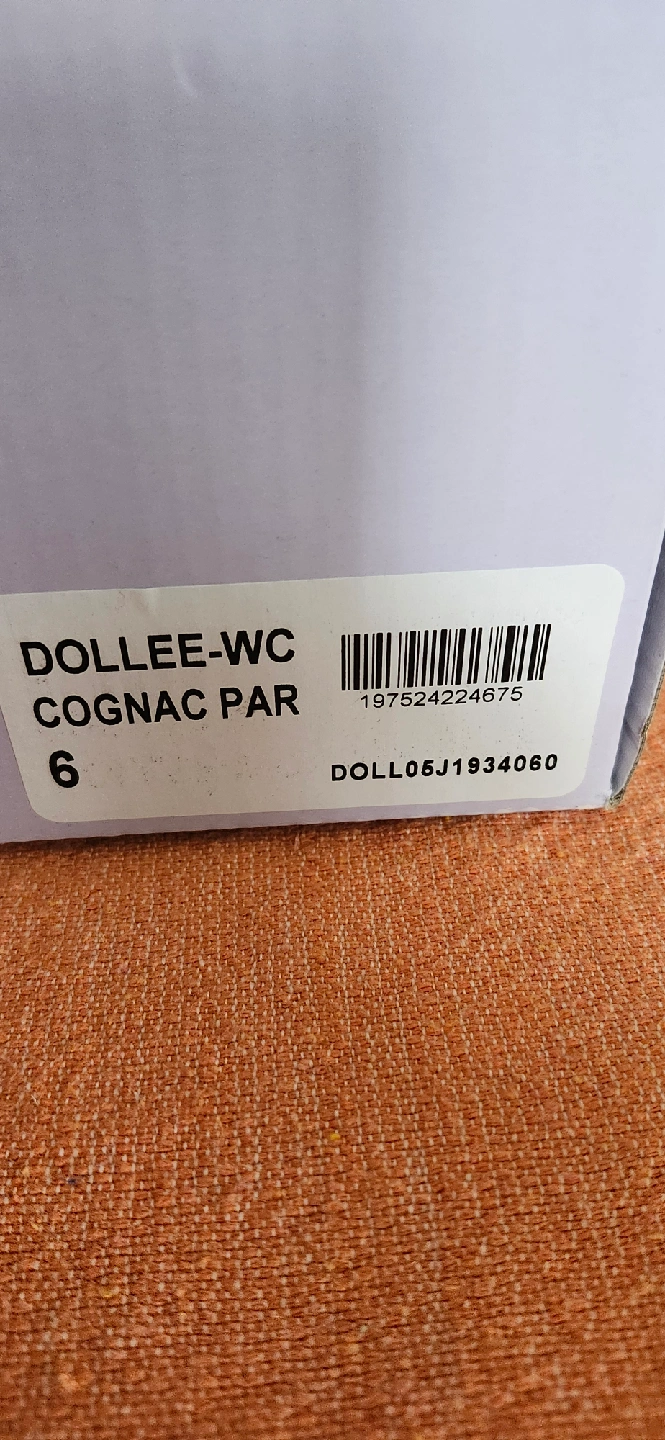 DOLLEE-WC
COGNAC PAR
6
197524224675
DOLL05J1934060